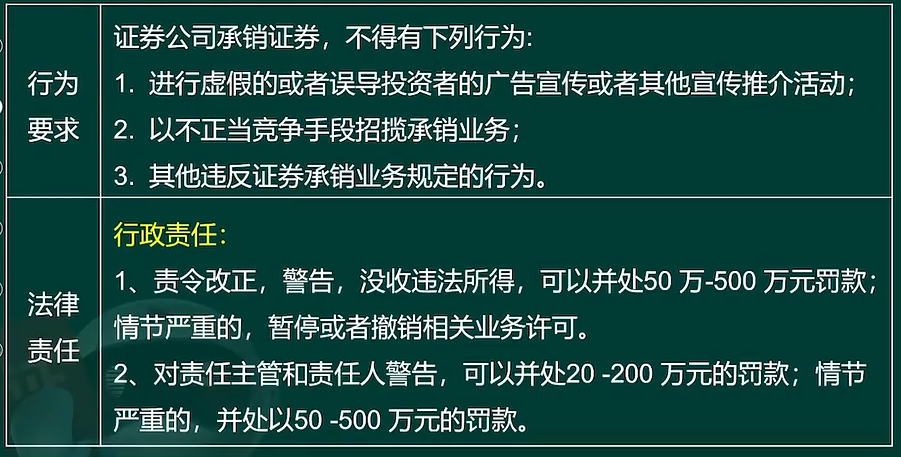 行为
要求
证券公司承销证券，不得有下列行为：
1. 进行虚假的或者误导投资者的广告宣传或者其他宣传推介活动；
2. 以不正当竞争手段招揽承销业务；
3. 其他违反证券承销业务规定的行为。
法律
责任
行政责任：
1、责令改正，警告，没收违法所得，可以并处50 万-500 万元罚款；
情节严重的，暂停或者撤销相关业务许可。
2、对责任主管和责任人警告，可以并处20 -200 万元的罚款；情节
严重的，并处以50 -500 万元的罚款。